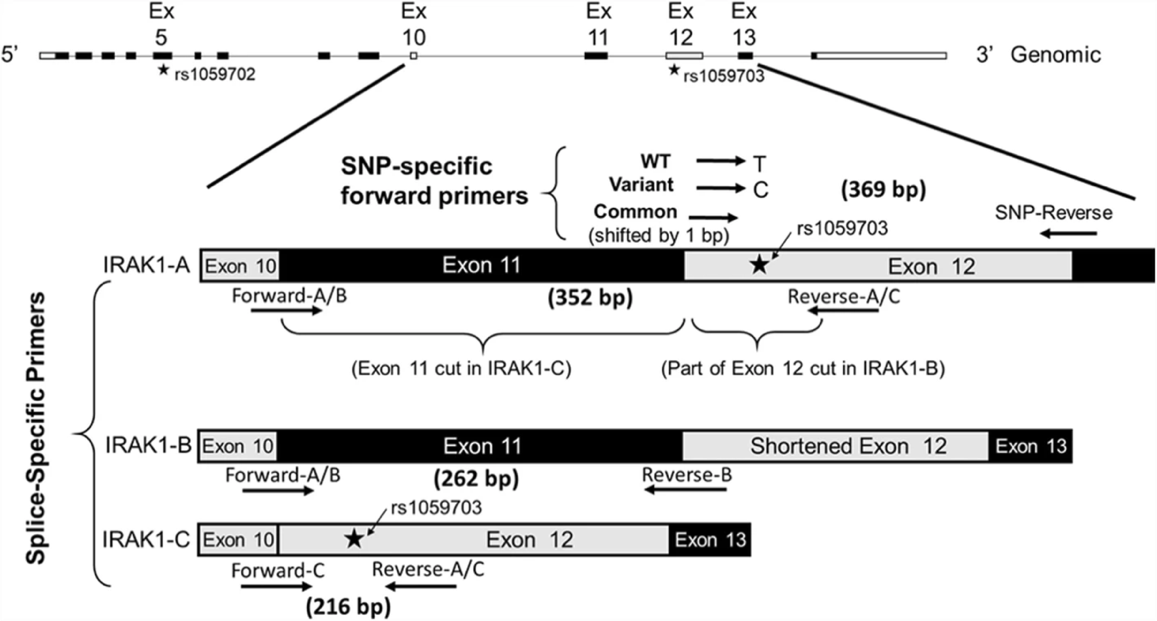 Ex Ex Ex Ex Ex
5 10 11 12 13
5’ 3’ Genomic
rs1059702 rs1059703
SNP-specific
forward primers
WT T
Variant C
Common
(shifted by 1 bp)
(369 bp)
SNP-Reverse
rs1059703
IRAK1-A Exon 10 Exon 11 Exon 12
Forward-A/B (352 bp) Reverse-A/C
(Exon 11 cut in IRAK1-C) (Part of Exon 12 cut in IRAK1-B)
Splice-Specific Primers
IRAK1-B Exon 10 Exon 11 Shortened Exon 12 Exon 13
Forward-A/B (262 bp) Reverse-B
rs1059703
IRAK1-C Exon 10 Exon 12 Exon 13
Forward-C Reverse-A/C
(216 bp)